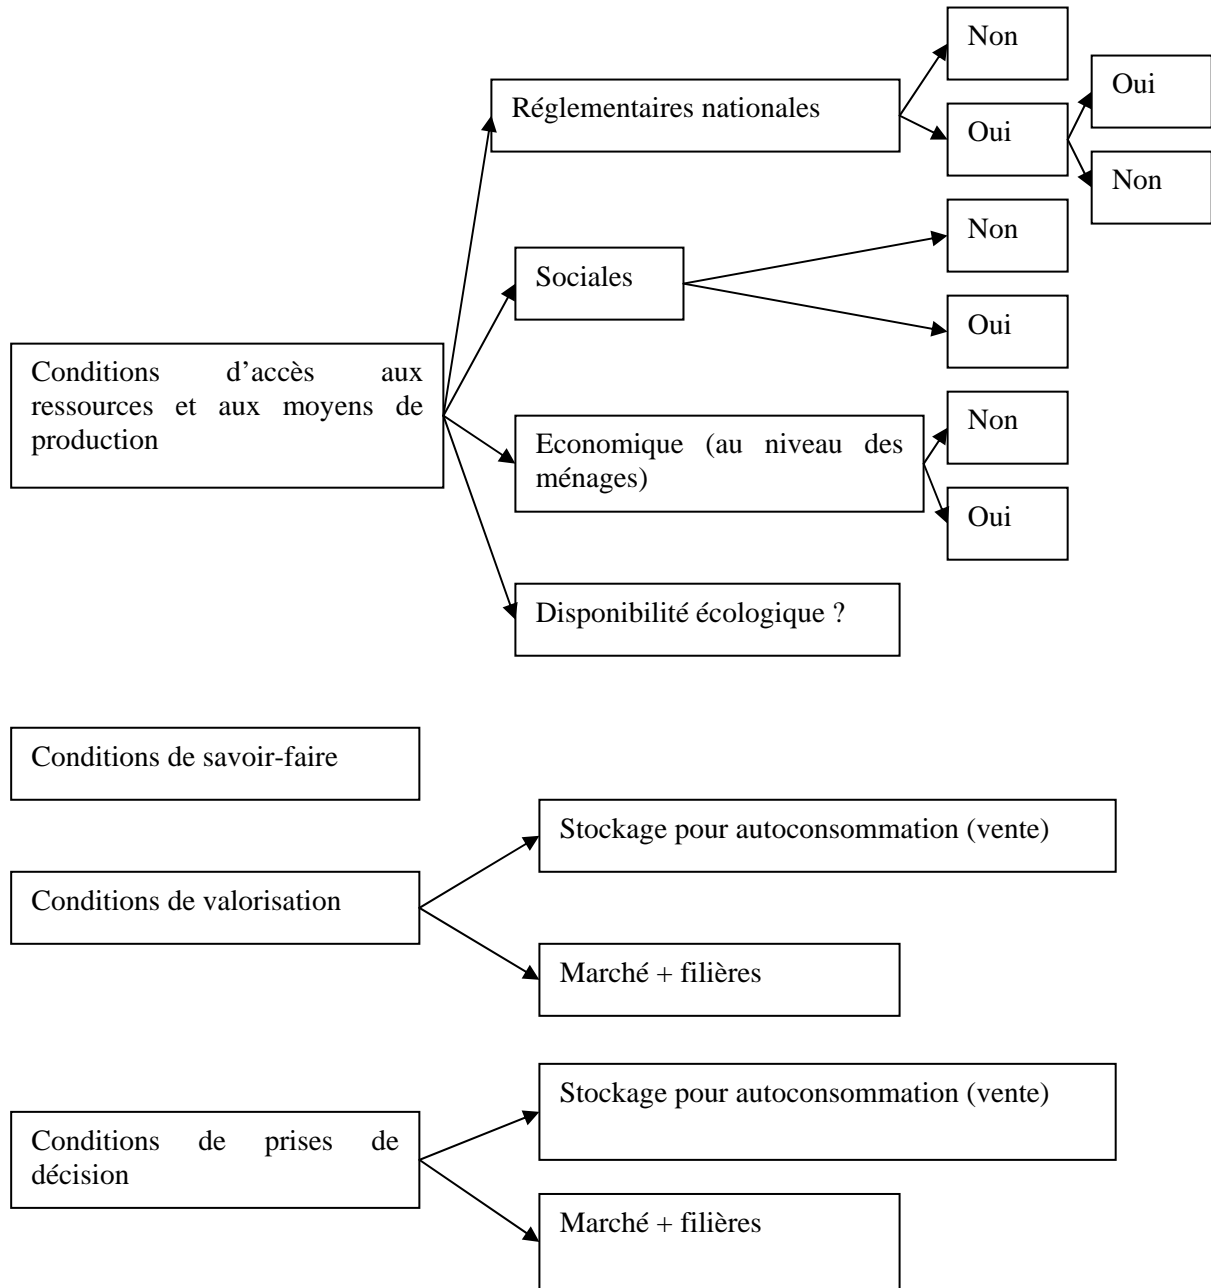 Non
Oui
Réglementaires nationales
Oui
Non
Non
Sociales
Oui
Conditions d'accès aux
ressources et aux moyens de
production
Non
Economique (au niveau des
ménages)
Oui
Disponibilité écologique ?
Conditions de savoir-faire
Stockage pour autoconsommation (vente)
Conditions de valorisation
Marché + filières
Stockage pour autoconsommation (vente)
Conditions de prises de
décision
Marché + filières